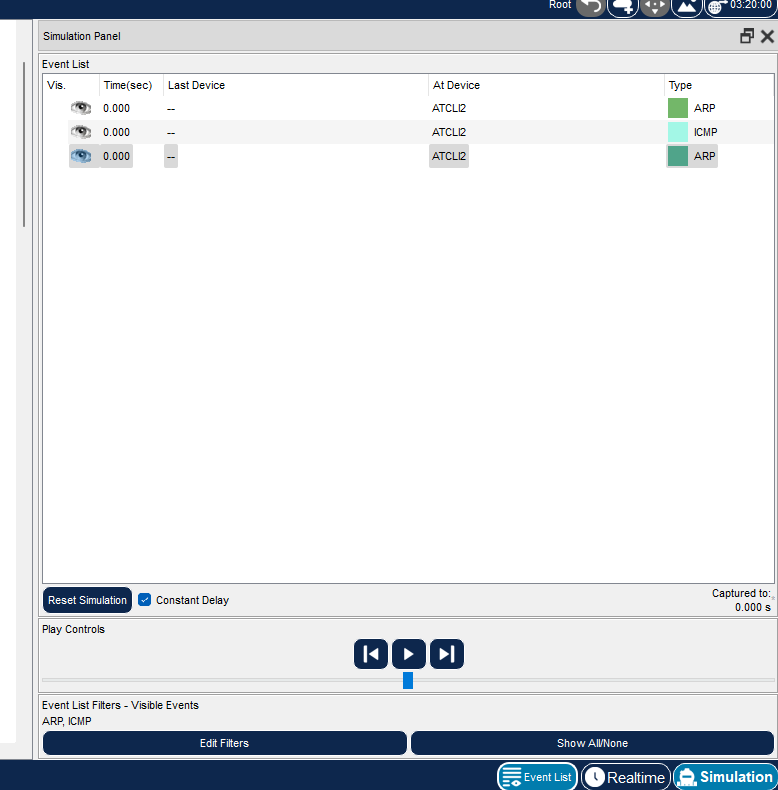 Root 03:20:00
Simulation Panel
Event List
Vis. Time(sec) Last Device At Device Type
0.000 -- ATCLI2 ARP
0.000 -- ATCLI2 ICMP
0.000 -- ATCLI2 ARP
Reset Simulation Constant Delay Captured to:
0.000 s
Play Controls
Event List Filters - Visible Events
ARP, ICMP
Edit Filters Show All/None
Event List Realtime Simulation